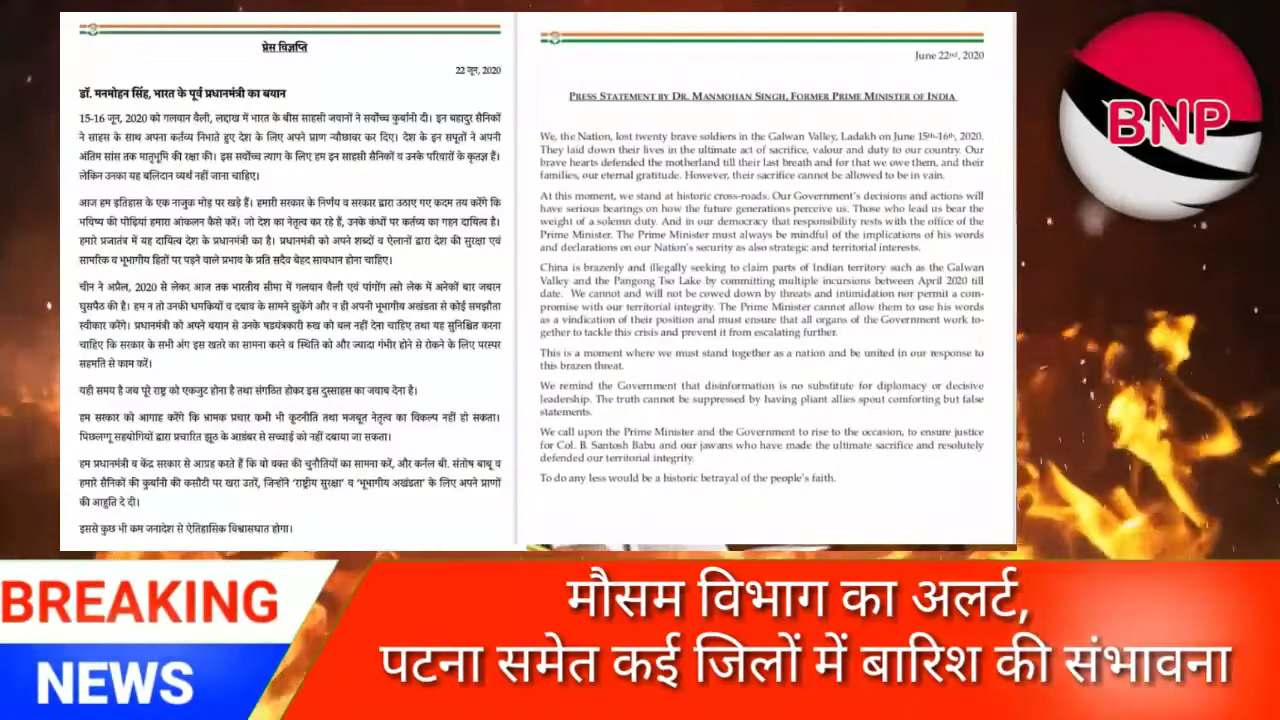 प्रेस विज्ञप्ति
22 जून, 2020
डॉ. मनमोहन सिंह, भारत के पूर्व प्रधानमंत्री का बयान
15-16 जून, 2020 को गलवान वैली, लद्दाख में भारत के बीस साहसी जवानों ने सर्वोच्च कुर्बानी दी। इन बहादुर सैनिकों
ने साहस के साथ अपना कर्तव्य निभाते हुए देश के लिए अपने प्राण न्यौछावर कर दिए। देश के इन सपूतों ने अपनी
अंतिम सांस तक मातृभूमि की रक्षा की। इस सर्वोच्च त्याग के लिए हम इन साहसी सैनिकों व उनके परिवारों के कृतज्ञ हैं।
लेकिन उनका यह बलिदान व्यर्थ नहीं जाना चाहिए।
आज हम इतिहास के एक नाजुक मोड़ पर खड़े हैं। हमारी सरकार के निर्णय व सरकार द्वारा उठाए गए कदम तय करेंगे कि
भविष्य की पीढ़ियां हमारा आंकलन कैसे करें। जो देश का नेतृत्व कर रहे हैं, उनके कंधों पर कर्तव्य का गहन दायित्व है।
हमारे प्रजातंत्र में यह दायित्व देश के प्रधानमंत्री का है। प्रधानमंत्री को अपने शब्दों व ऐलानों द्वारा देश की सुरक्षा एवं
सामरिक व भूभागीय हितों पर पड़ने वाले प्रभाव के प्रति सदैव बेहद सावधान होना चाहिए।
चीन ने अप्रैल, 2020 से लेकर आज तक भारतीय सीमा में गलवान वैली एवं पांगोंग त्सो लेक में अनेकों बार जबरन
घुसपैठ की है। हम न तो उनकी धमकियों व दबाव के सामने झुकेंगे और न ही अपनी भूभागीय अखंडता से कोई समझौता
स्वीकार करेंगे। प्रधानमंत्री को अपने बयान से उनके षडयंत्रकारी रुख को बल नहीं देना चाहिए तथा यह सुनिश्चित करना
चाहिए कि सरकार के सभी अंग इस खतरे का सामना करने व स्थिति को और ज्यादा गंभीर होने से रोकने के लिए परस्पर
सहमति से काम करें।
यही समय है जब पूरे राष्ट्र को एकजुट होना है तथा संगठित होकर इस दुस्साहस का जवाब देना है।
हम सरकार को आगाह करेंगे कि भ्रामक प्रचार कभी भी कूटनीति तथा मजबूत नेतृत्व का विकल्प नहीं हो सकता।
पिछलग्गू सहयोगियों द्वारा प्रचारित झूठ के आडंबर से सच्चाई को नहीं दबाया जा सकता।
हम प्रधानमंत्री व केंद्र सरकार से आग्रह करते हैं कि वो वक्त की चुनौतियों का सामना करें, और कर्नल बी. संतोष बाबू व
हमारे सैनिकों की कुर्बानी की कसौटी पर खरा उतरें, जिन्होंने 'राष्ट्रीय सुरक्षा' व 'भूभागीय अखंडता' के लिए अपने प्राणों
की आहुति दे दी।
इससे कुछ भी कम जनादेश से ऐतिहासिक विश्वासघात होगा।
June 22nd, 2020
PRESS STATEMENT BY DR. MANMOHAN SINGH, FORMER PRIME MINISTER OF INDIA
We, the Nation, lost twenty brave soldiers in the Galwan Valley, Ladakh on June 15th-16th, 2020.
They laid down their lives in the ultimate act of sacrifice, valour and duty to our country. Our
brave hearts defended the motherland till their last breath and for that we owe them, and their
families, our eternal gratitude. However, their sacrifice cannot be allowed to be in vain.
At this moment, we stand at historic cross-roads. Our Government's decisions and actions will
have serious bearings on how the future generations perceive us. Those who lead us bear the
weight of a solemn duty. And in our democracy that responsibility rests with the office of the
Prime Minister. The Prime Minister must always be mindful of the implications of his words
and declarations on our Nation's security as also strategic and territorial interests.
China is brazenly and illegally seeking to claim parts of Indian territory such as the Galwan
Valley and the Pangong Tso Lake by committing multiple incursions between April 2020 till
date. We cannot and will not be cowed down by threats and intimidation nor permit a com-
promise with our territorial integrity. The Prime Minister cannot allow them to use his words
as a vindication of their position and must ensure that all organs of the Government work to-
gether to tackle this crisis and prevent it from escalating further.
This is a moment where we must stand together as a nation and be united in our response to
this brazen threat.
We remind the Government that disinformation is no substitute for diplomacy or decisive
leadership. The truth cannot be suppressed by having pliant allies spout comforting but false
statements.
We call upon the Prime Minister and the Government to rise to the occasion, to ensure justice
for Col. B. Santosh Babu and our jawans who have made the ultimate sacrifice and resolutely
defended our territorial integrity.
To do any less would be a historic betrayal of the people's faith.
BNP
BREAKING
NEWS
मौसम विभाग का अलर्ट,
पटना समेत कई जिलों में बारिश की संभावना